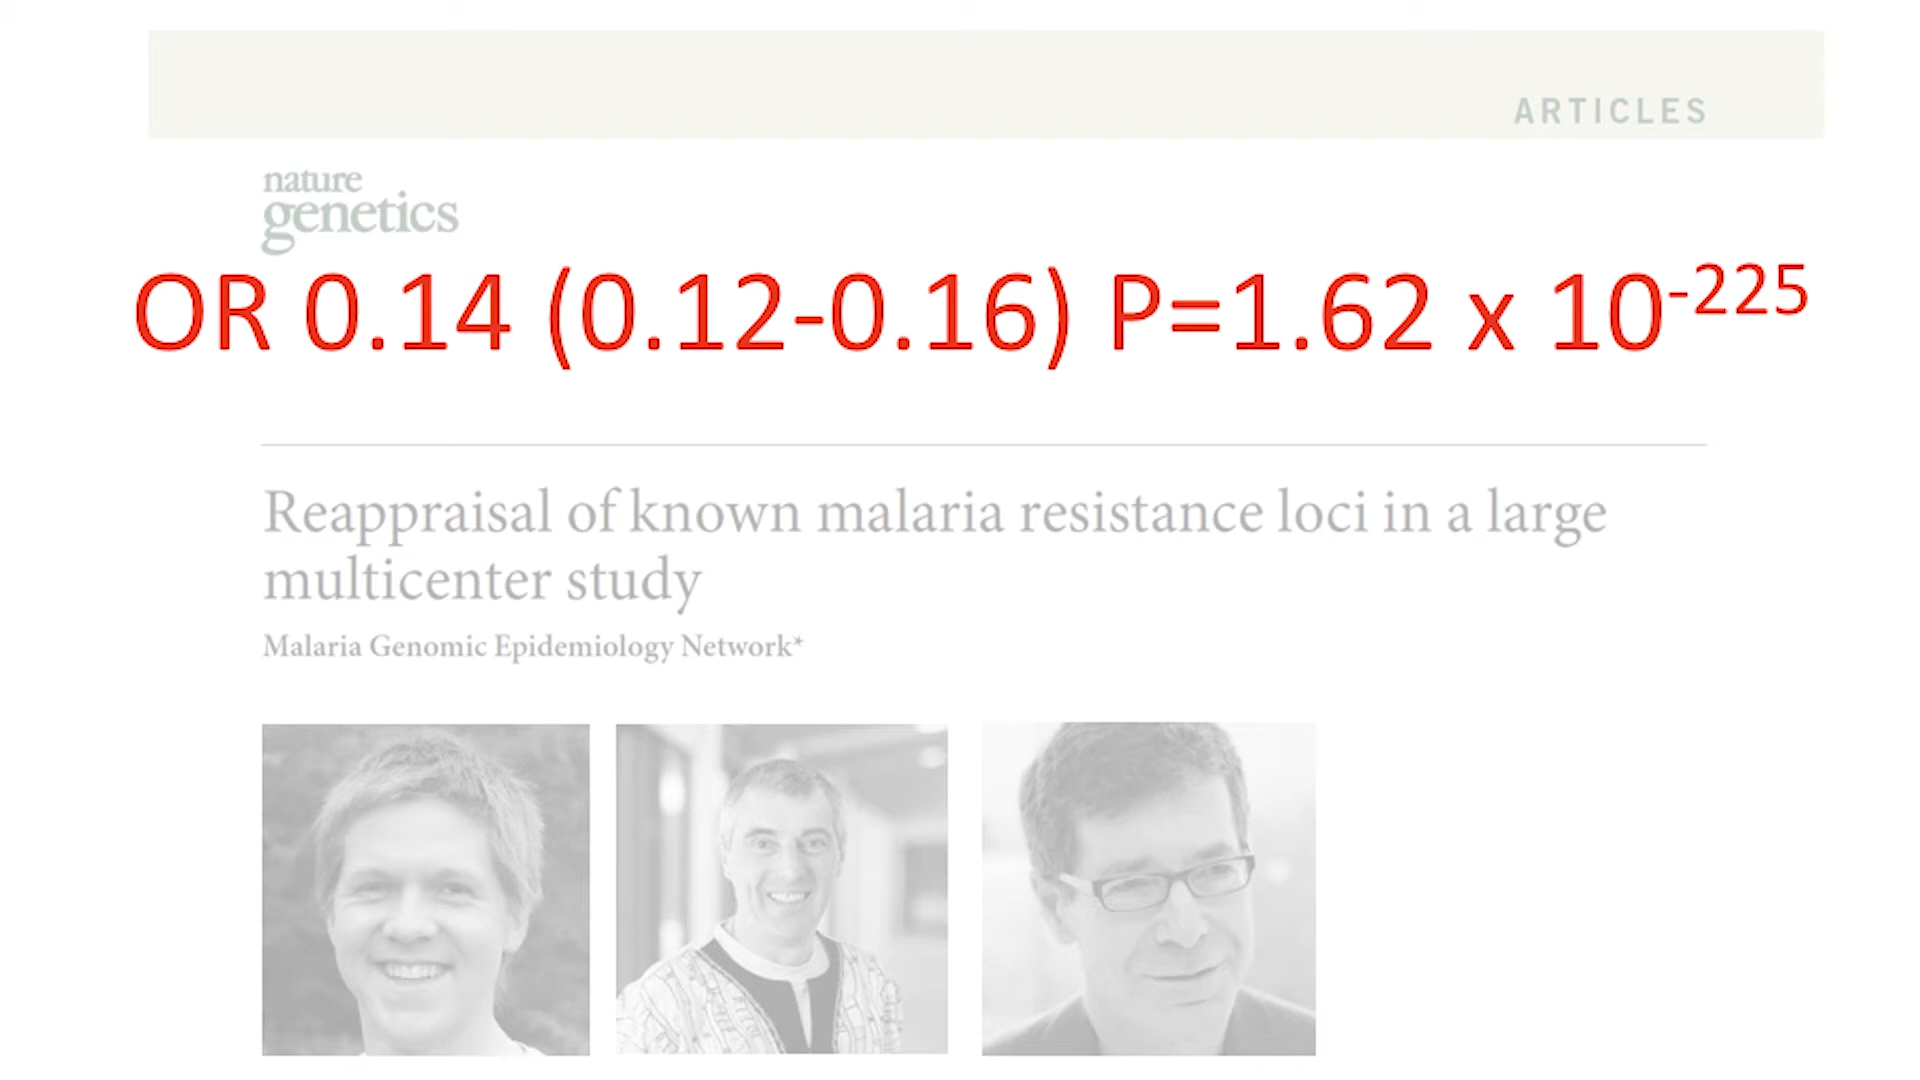 ARTICLES
nature
genetics
OR 0.14 (0.12-0.16) P=1.62 x 10⁻²²⁵
Reappraisal of known malaria resistance loci in a large
multicenter study
Malaria Genomic Epidemiology Network*